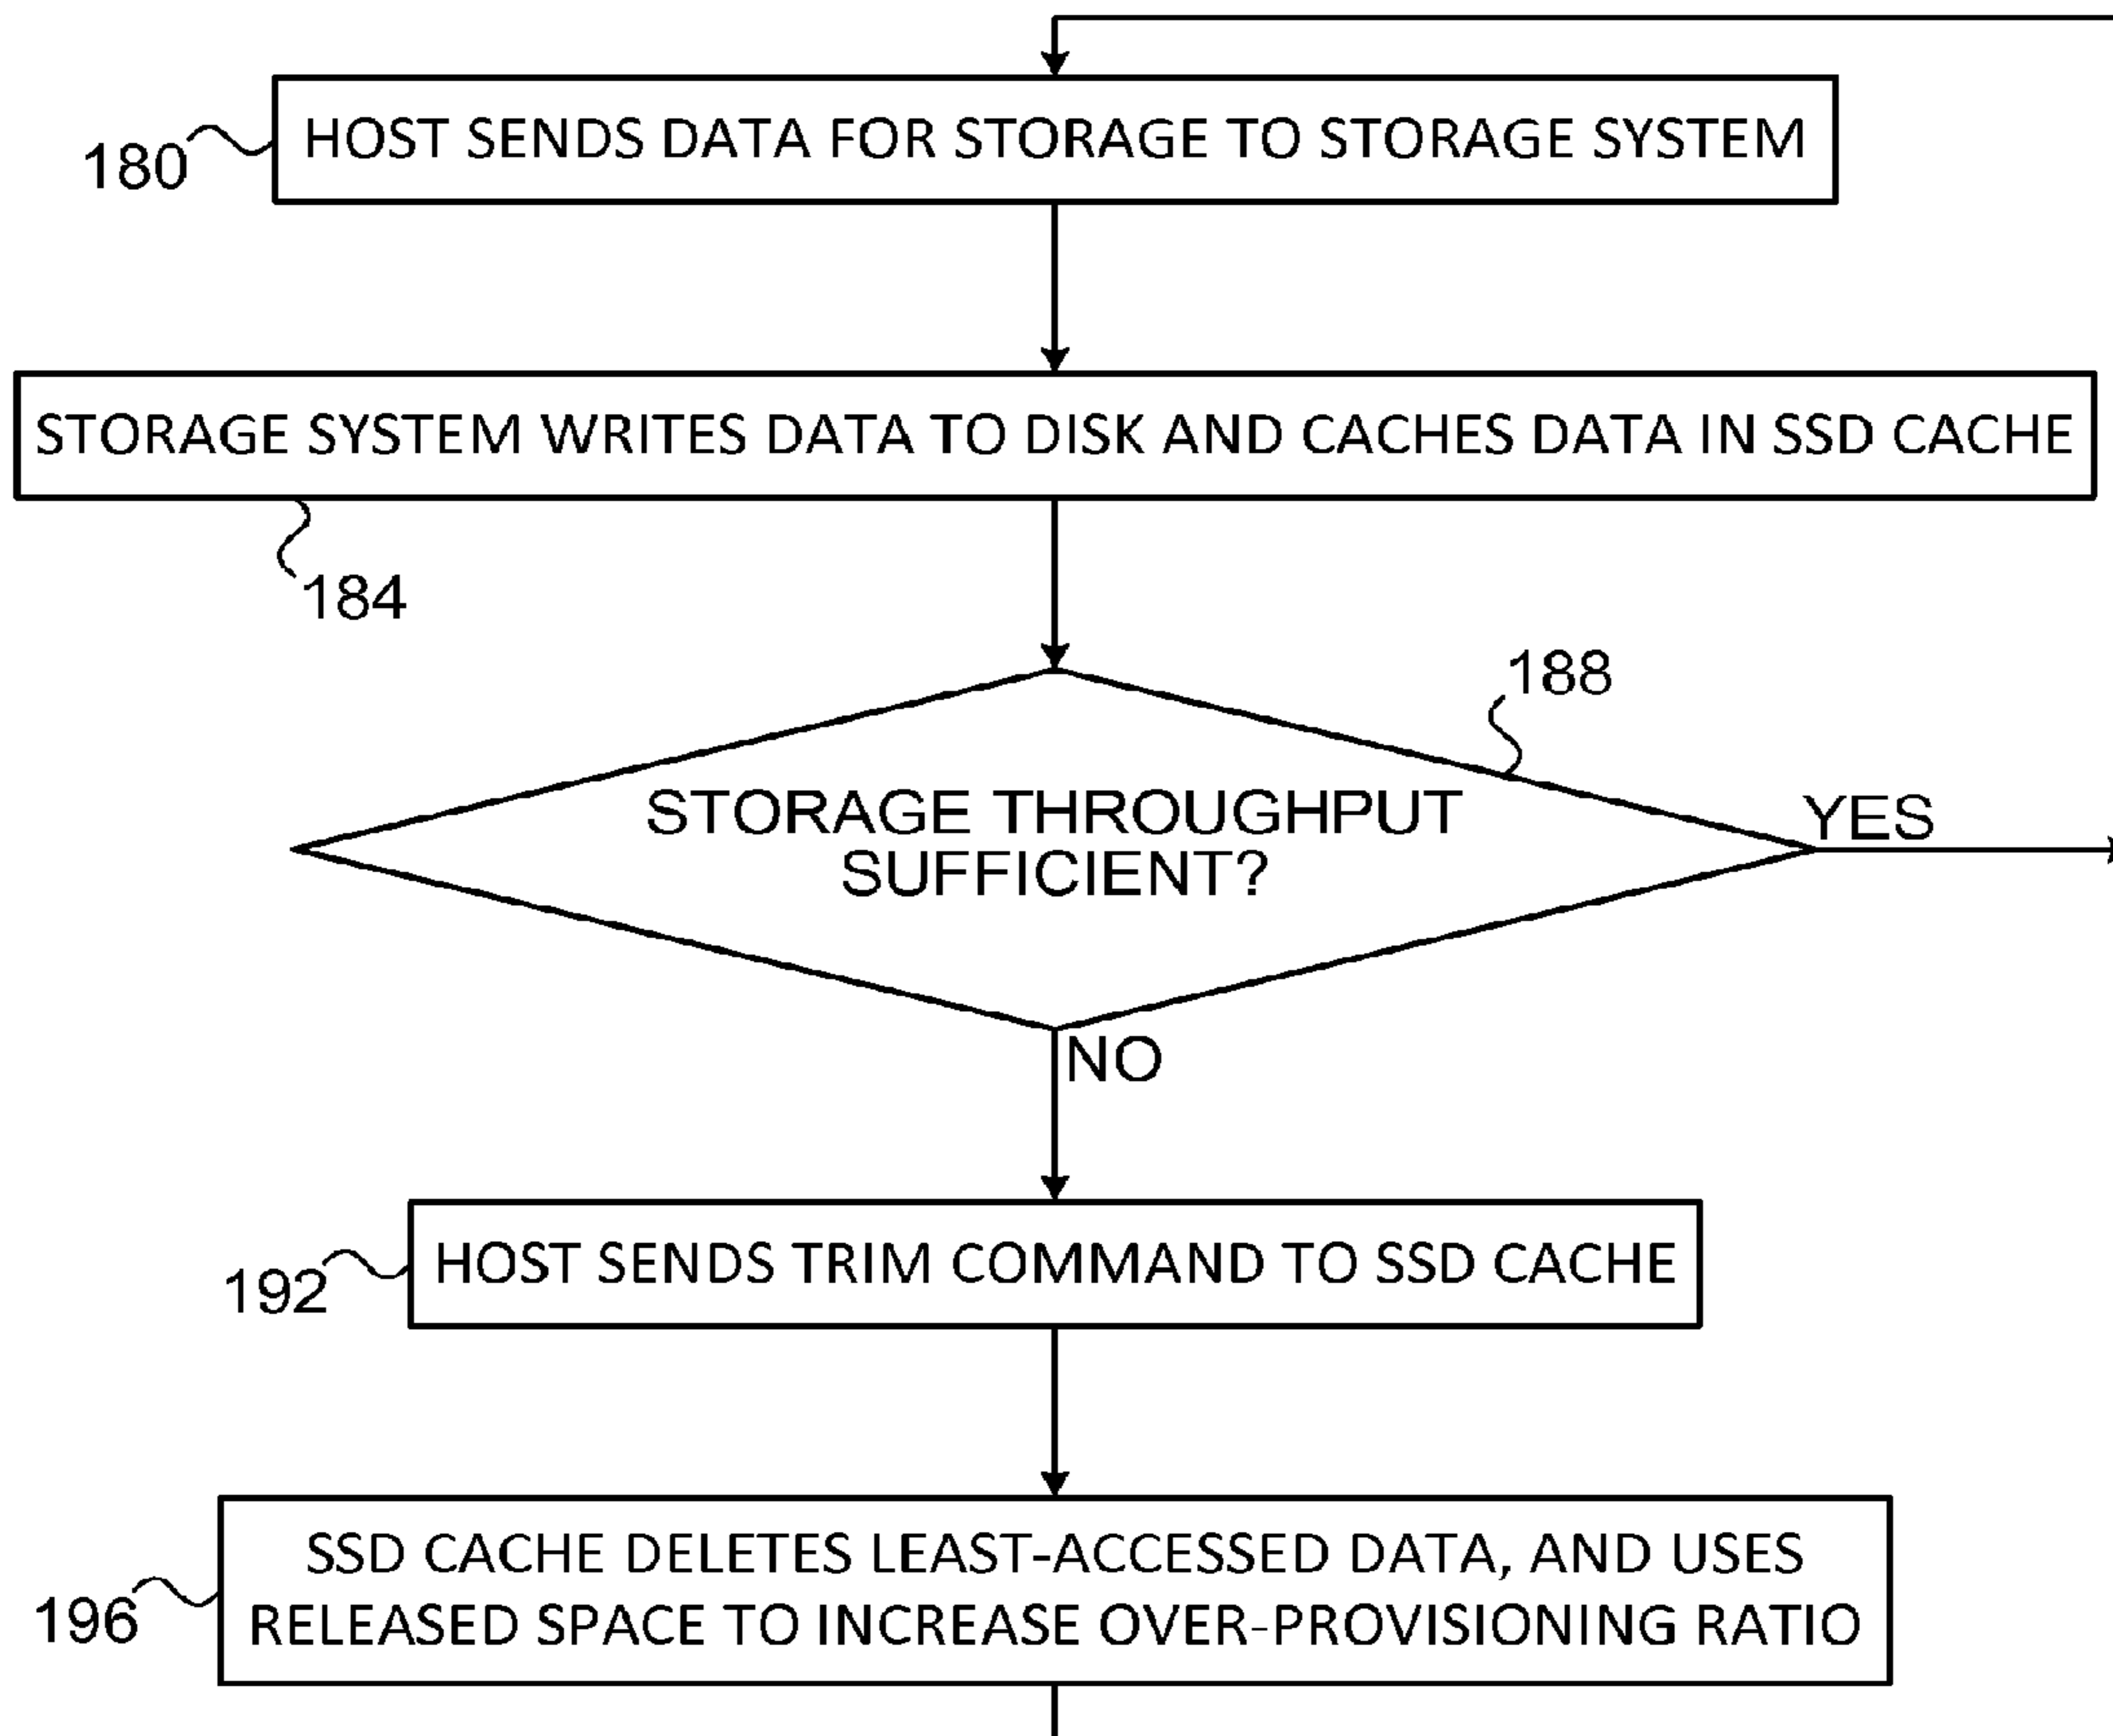 HOST SENDS DATA FOR STORAGE TO STORAGE SYSTEM
180
STORAGE SYSTEM WRITES DATA TO DISK AND CACHES DATA IN SSD CACHE
184
188
STORAGE THROUGHPUT
SUFFICIENT?
YES
NO
HOST SENDS TRIM COMMAND TO SSD CACHE
192
SSD CACHE DELETES LEAST-ACCESSED DATA, AND USES
RELEASED SPACE TO INCREASE OVER-PROVISIONING RATIO
196